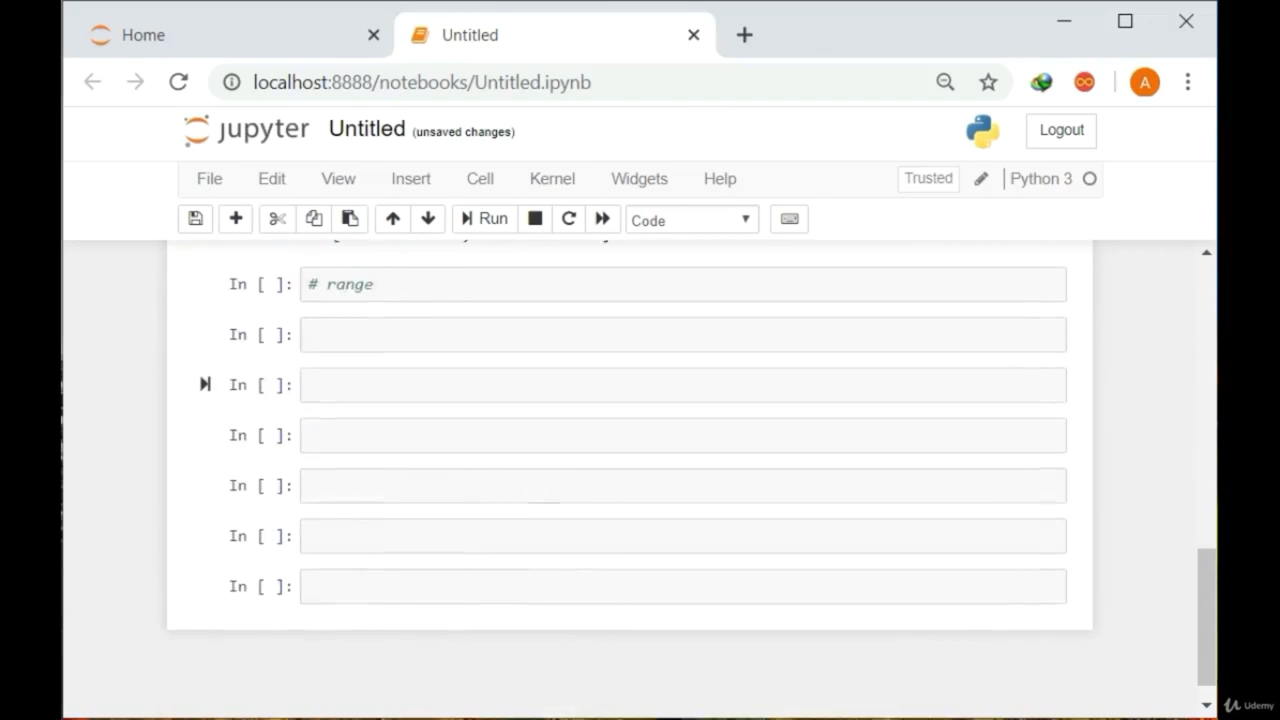 Home
Untitled
localhost:8888/notebooks/Untitled.ipynb
A
jupyter Untitled (unsaved changes)
Logout
File Edit View Insert Cell Kernel Widgets Help
Trusted
Python 3
Run
Code
In [ ]: # range
In [ ]:
In [ ]:
In [ ]:
In [ ]:
In [ ]:
In [ ]:
Udemy